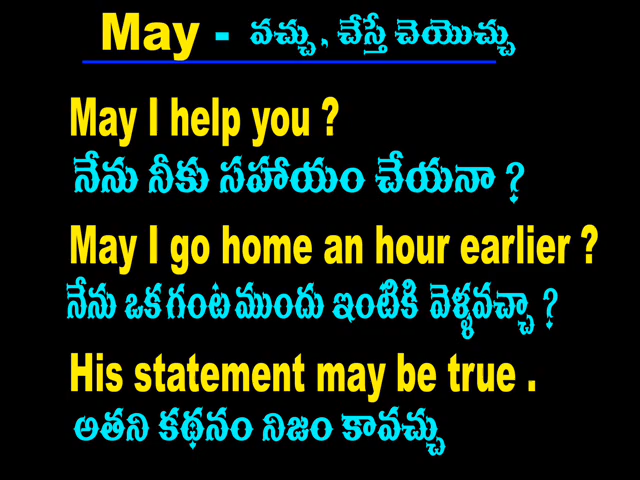 May - వచ్చు , చేస్తే చెయొచ్చు
May I help you ?
నేను నీకు సహాయం చేయనా ?
May I go home an hour earlier ?
నేను ఒక గంట ముందు ఇంటికి వెళ్ళవచ్చా ?
His statement may be true .
అతని కథనం నిజం కావచ్చు